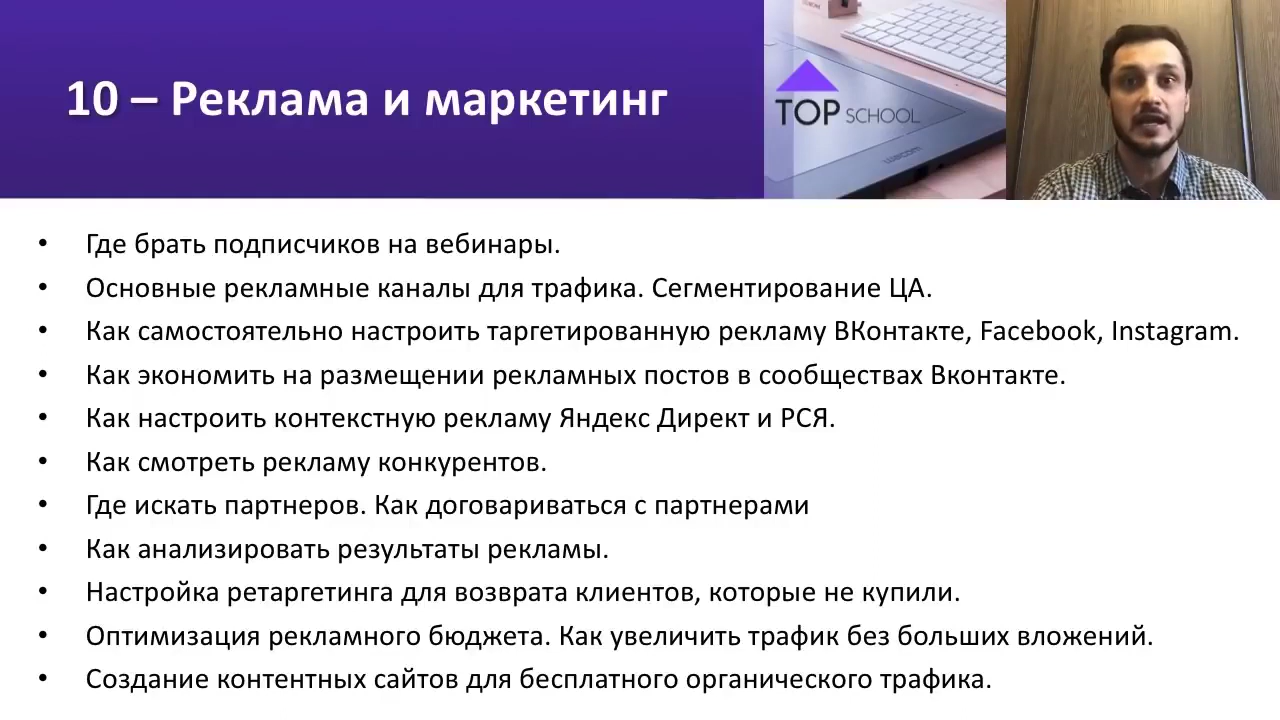 10 – Реклама и маркетинг
TOP SCHOOL
wacom
• Где брать подписчиков на вебинары.
• Основные рекламные каналы для трафика. Сегментирование ЦА.
• Как самостоятельно настроить таргетированную рекламу ВКонтакте, Facebook, Instagram.
• Как экономить на размещении рекламных постов в сообществах Вконтакте.
• Как настроить контекстную рекламу Яндекс Директ и РСЯ.
• Как смотреть рекламу конкурентов.
• Где искать партнеров. Как договариваться с партнерами
• Как анализировать результаты рекламы.
• Настройка ретаргетинга для возврата клиентов, которые не купили.
• Оптимизация рекламного бюджета. Как увеличить трафик без больших вложений.
• Создание контентных сайтов для бесплатного органического трафика.